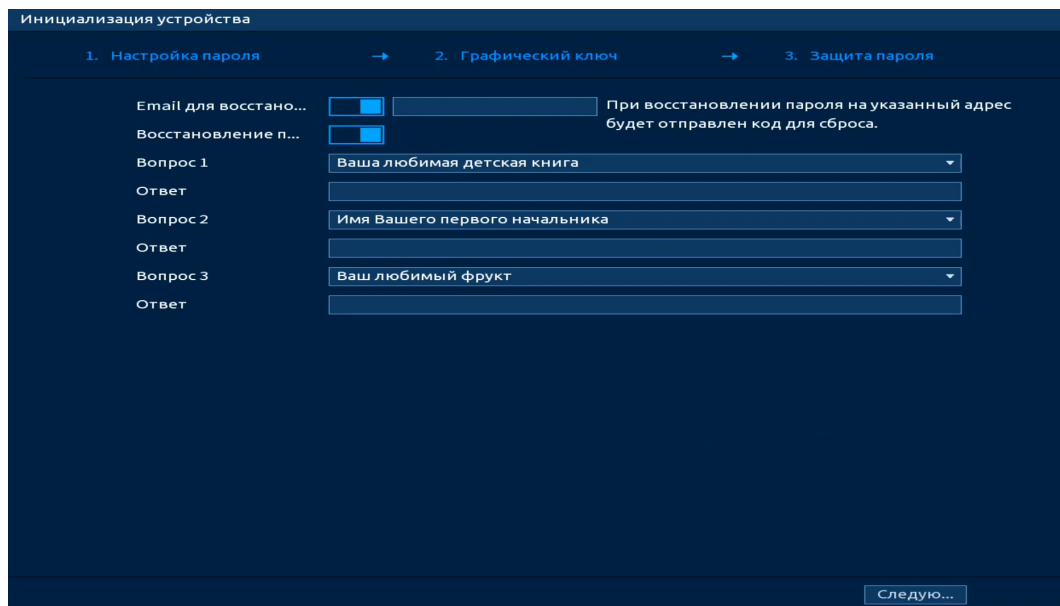 Инициализация устройства
1. Настройка пароля → 2. Графический ключ → 3. Защита пароля
Email для восстано...
При восстановлении пароля на указанный адрес
будет отправлен код для сброса.
Восстановление п...
Вопрос 1 Ваша любимая детская книга
Ответ
Вопрос 2 Имя Вашего первого начальника
Ответ
Вопрос 3 Ваш любимый фрукт
Ответ
Следую...